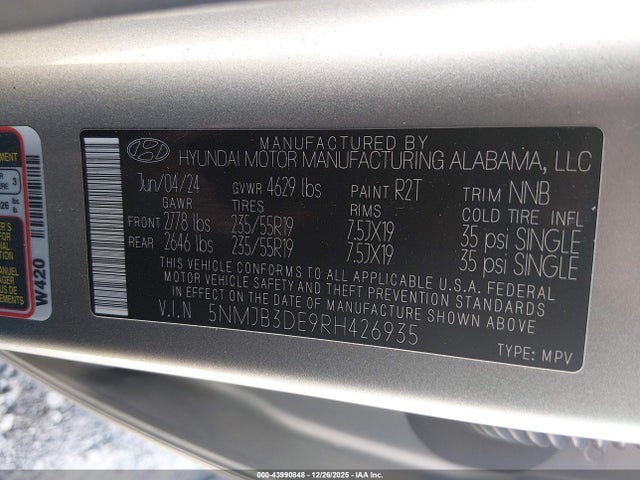 MANUFACTURED BY
HYUNDAI MOTOR MANUFACTURING ALABAMA, LLC
Jun/04/24 GVWR 4629 lbs PAINT R2T TRIM NNB
GAWR TIRES RIMS COLD TIRE INFL
FRONT 2778 lbs 235/55R19 7.5JX19 35 psi SINGLE
REAR 2646 lbs 235/55R19 7.5JX19 35 psi SINGLE
THIS VEHICLE CONFORMS TO ALL APPLICABLE U.S.A. FEDERAL
MOTOR VEHICLE SAFETY AND THEFT PREVENTION STANDARDS
IN EFFECT ON THE DATE OF MANUFACTURE SHOWN ABOVE.
V.I.N 5NMJB3DE9RH426935
TYPE: MPV
3
W420
000-43990848 - 12/26/2025 - IAA Inc.